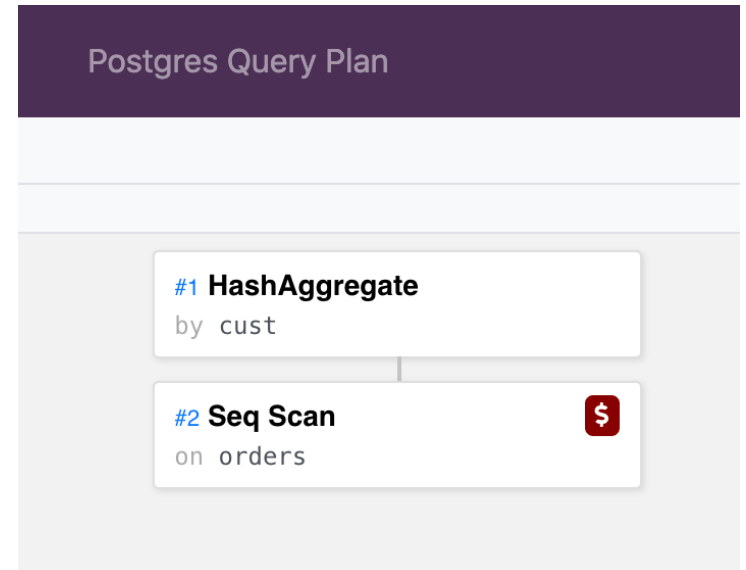 Postgres Query Plan
#1 HashAggregate
by cust
#2 Seq Scan $
on orders